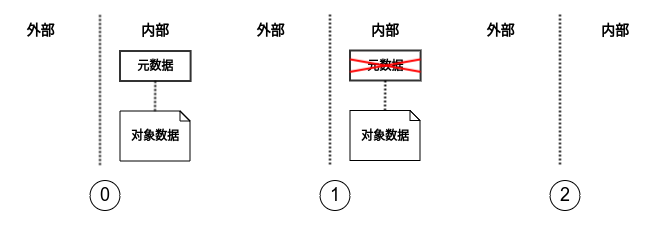 外部 内部 外部 内部 外部 内部
元数据 元数据
对象数据 对象数据
0 1 2